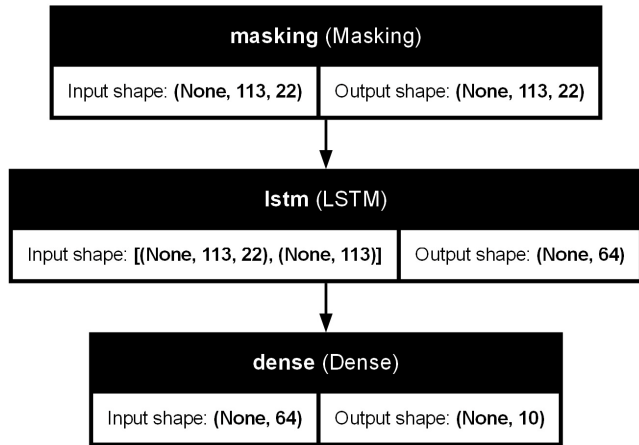 masking (Masking)
Input shape: (None, 113, 22) Output shape: (None, 113, 22)
lstm (LSTM)
Input shape: [(None, 113, 22), (None, 113)] Output shape: (None, 64)
dense (Dense)
Input shape: (None, 64) Output shape: (None, 10)